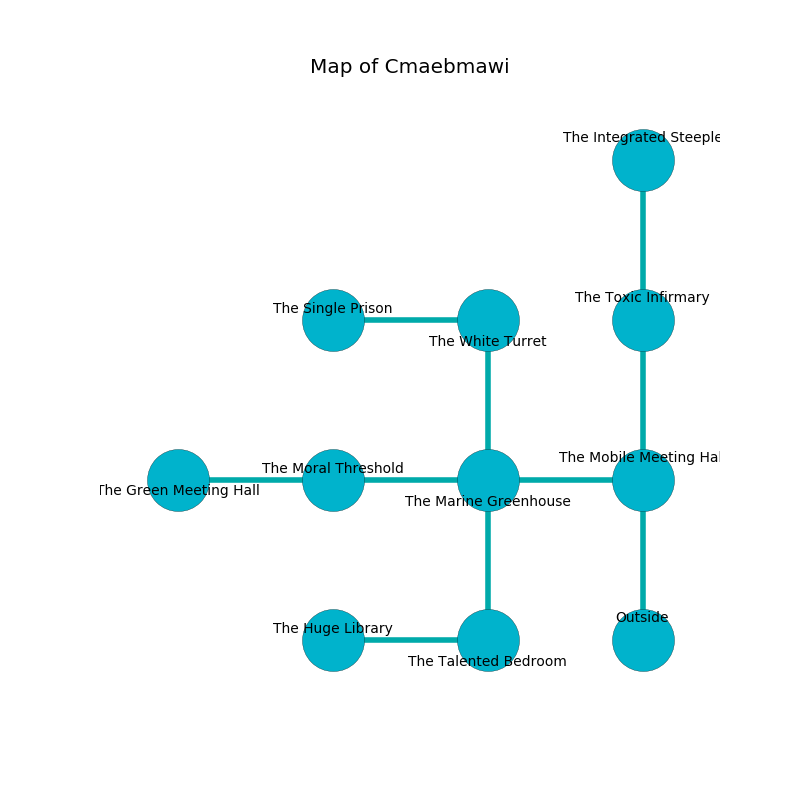 Map of Cmaebmawi
The Integrated Steeple
The Toxic Infirmary
The Single Prison
The White Turret
The Mobile Meeting Hal
The Moral Threshold
The Green Meeting Hall
The Marine Greenhouse
Outside
The Huge Library
The Talented Bedroom